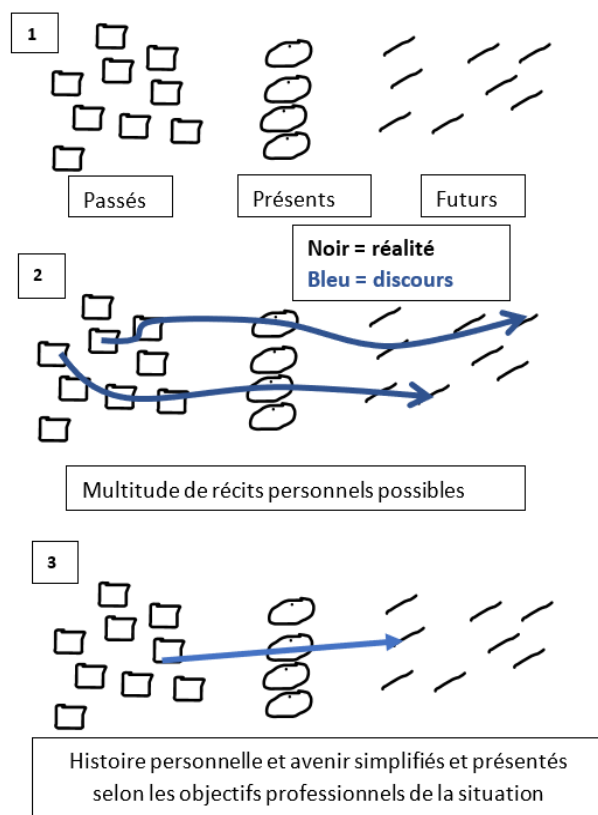 1
Passés
Présents
Futurs
Noir = réalité
Bleu = discours
2
Multitude de récits personnels possibles
3
Histoire personnelle et avenir simplifiés et présentés
selon les objectifs professionnels de la situation